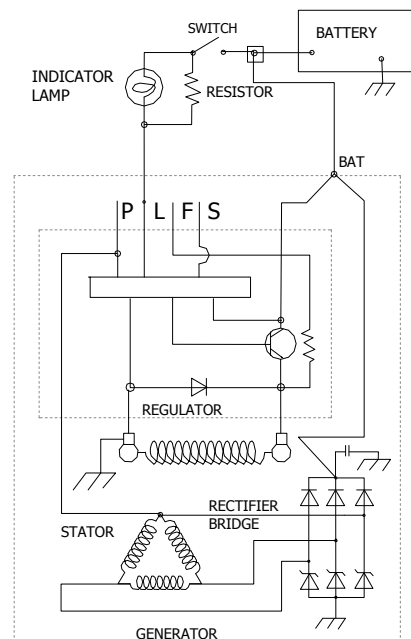 SWITCH
BATTERY
INDICATOR
LAMP
RESISTOR
BAT
P L F S
REGULATOR
RECTIFIER
BRIDGE
STATOR
GENERATOR